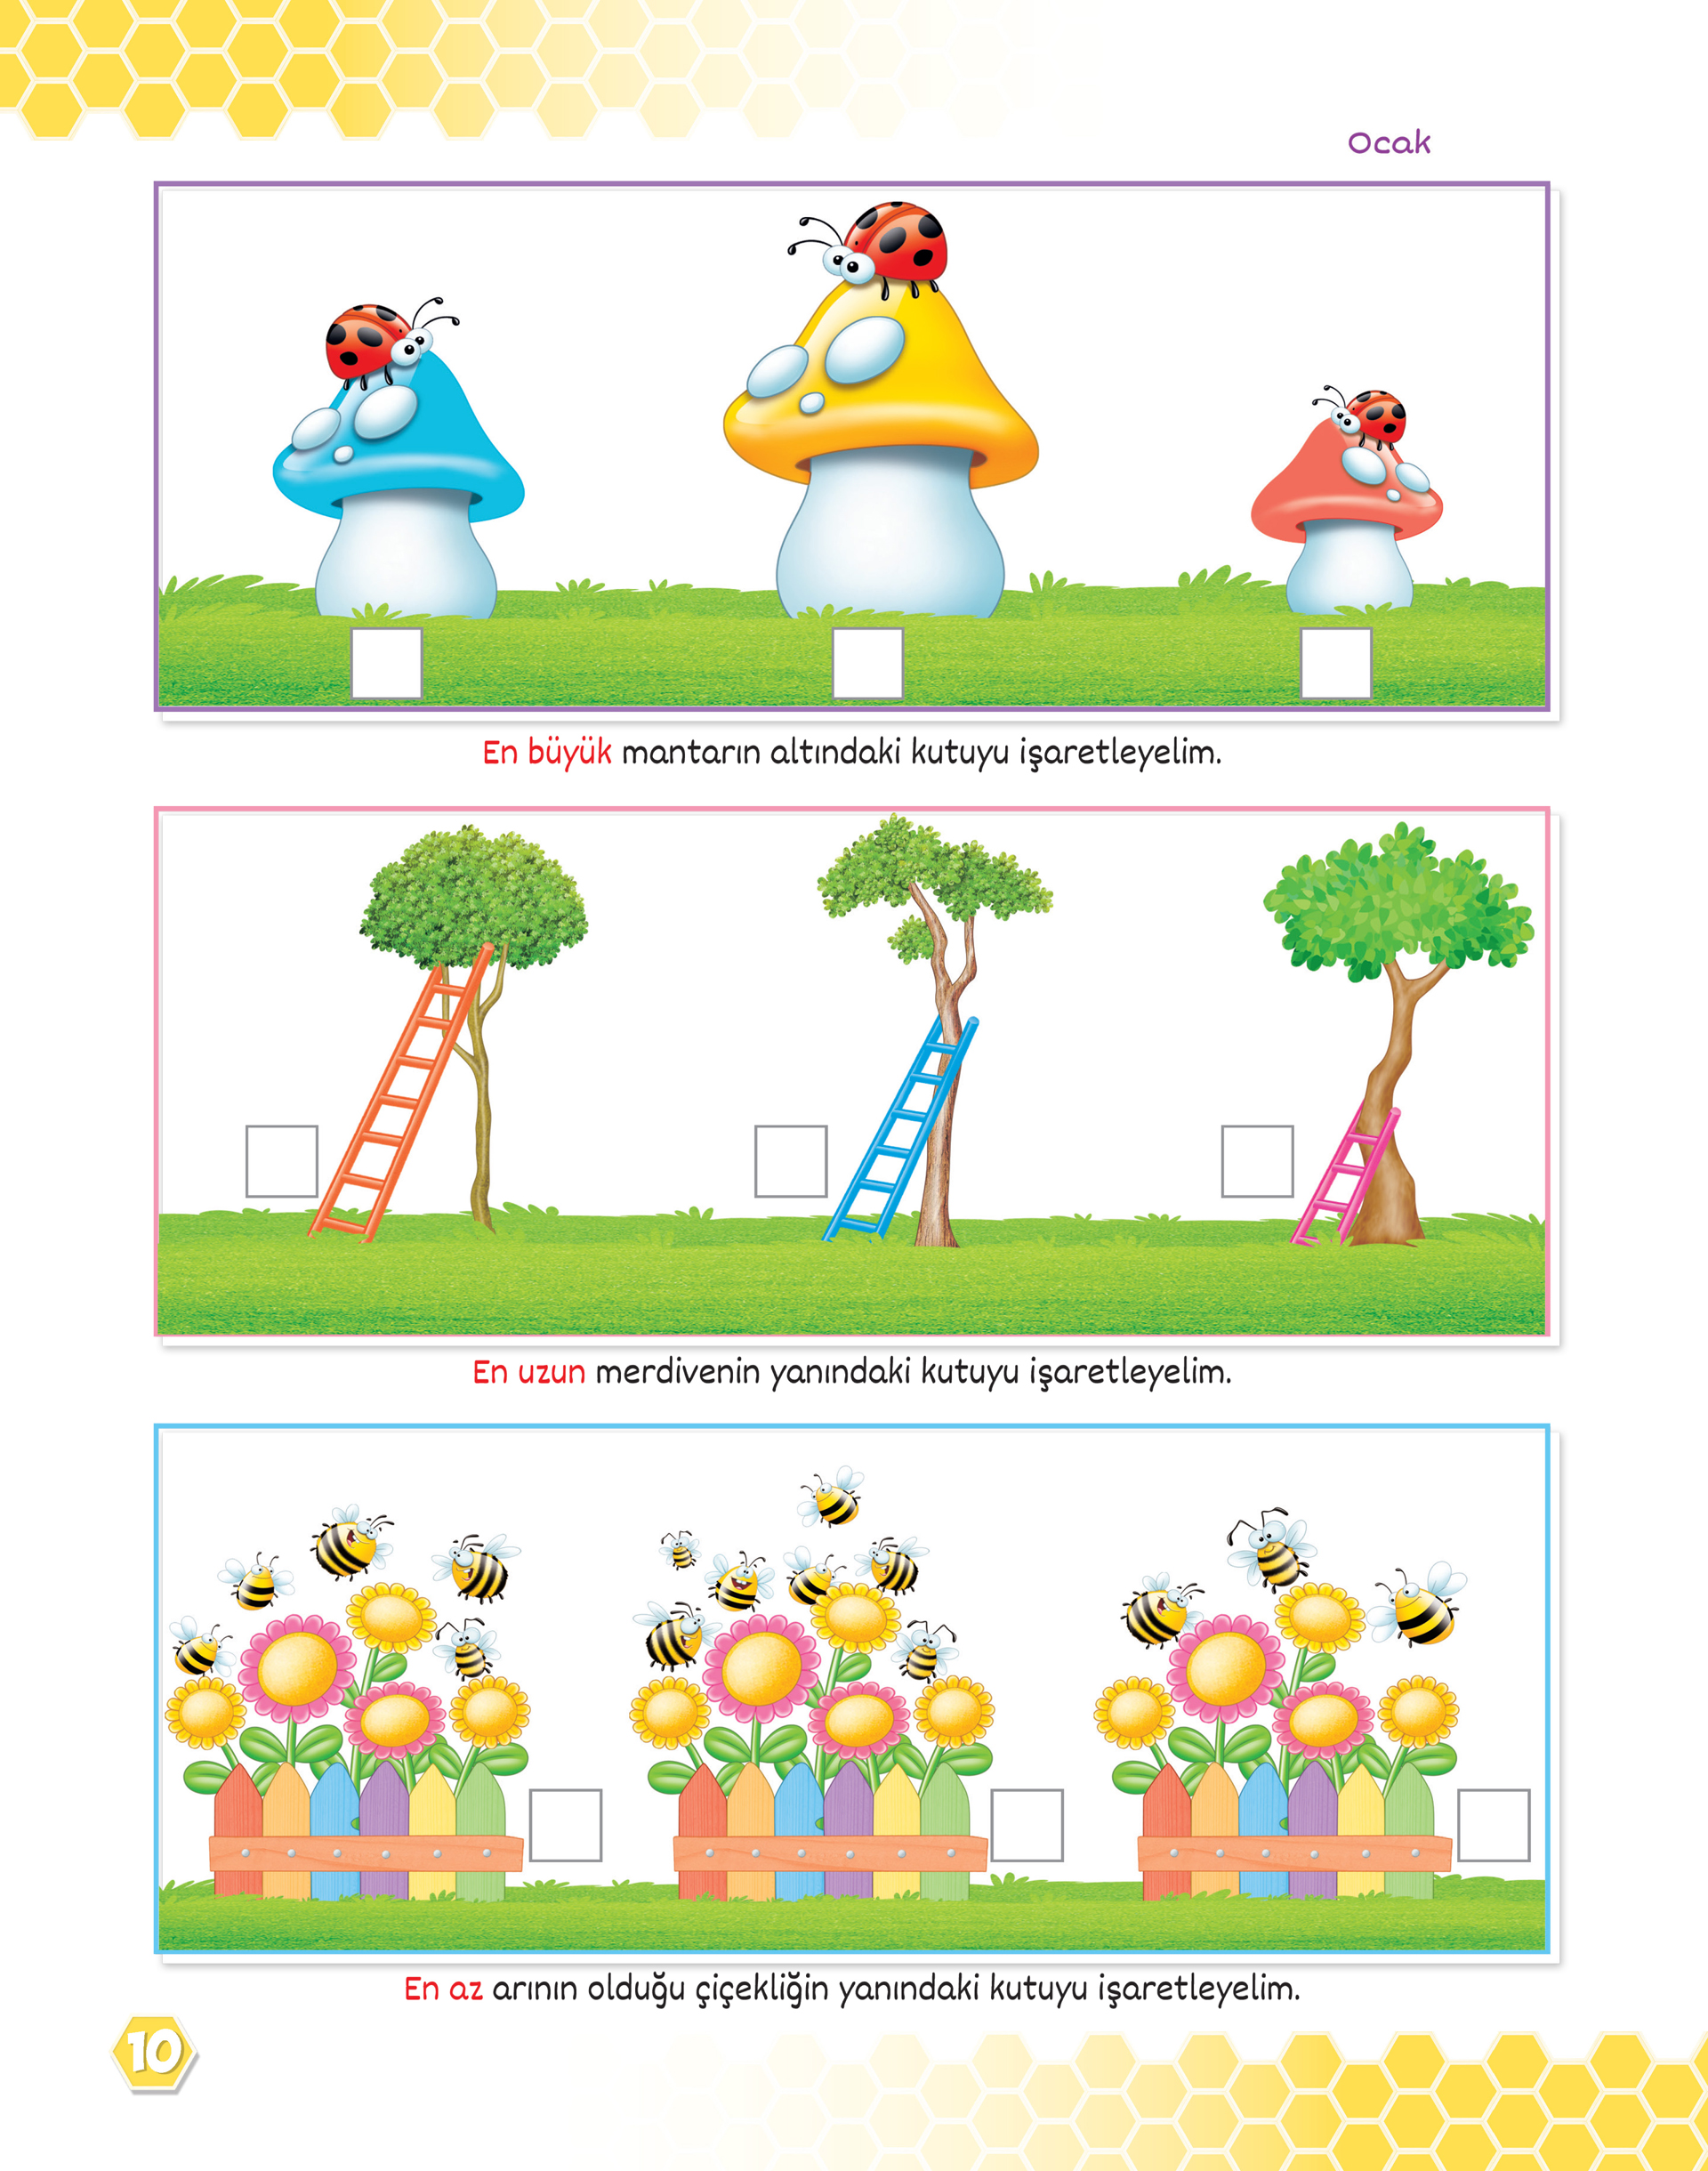 Ocak
En büyük mantarın altındaki kutuyu işaretleyelim.
En uzun merdivenin yanındaki kutuyu işaretleyelim.
En az arının olduğu çiçekliğin yanındaki kutuyu işaretleyelim.
10